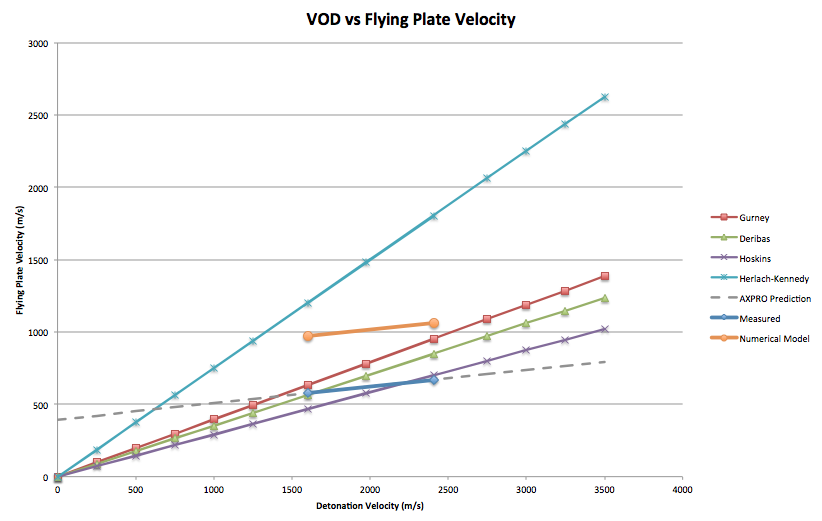 VOD vs Flying Plate Velocity
3000
2500
2000
1500
1000
500
0
Flying Plate Velocity (m/s)
0 500 1000 1500 2000 2500 3000 3500 4000
Detonation Velocity (m/s)
Gurney
Deribas
Hoskins
Herlach-Kennedy
AXPRO Prediction
Measured
Numerical Model